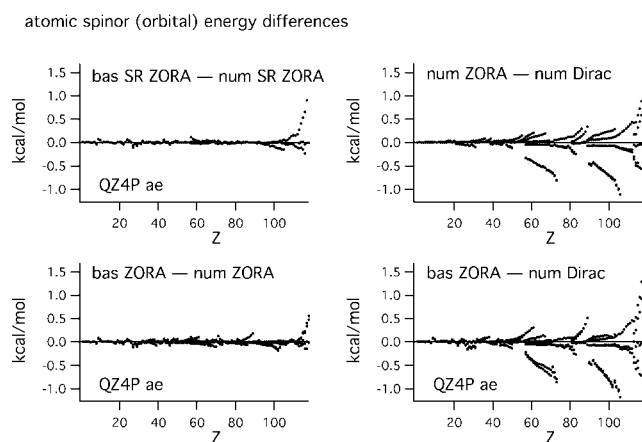 atomic spinor (orbital) energy differences
bas SR ZORA — num SR ZORA
kcal/mol
1.5
1.0
0.5
0.0
-0.5
-1.0
QZ4P ae
20 40 60 80 100
Z
num ZORA — num Dirac
kcal/mol
1.5
1.0
0.5
0.0
-0.5
-1.0
20 40 60 80 100
Z
bas ZORA — num ZORA
kcal/mol
1.5
1.0
0.5
0.0
-0.5
-1.0
QZ4P ae
20 40 60 80 100
Z
bas ZORA — num Dirac
kcal/mol
1.5
1.0
0.5
0.0
-0.5
-1.0
QZ4P ae
20 40 60 80 100
Z